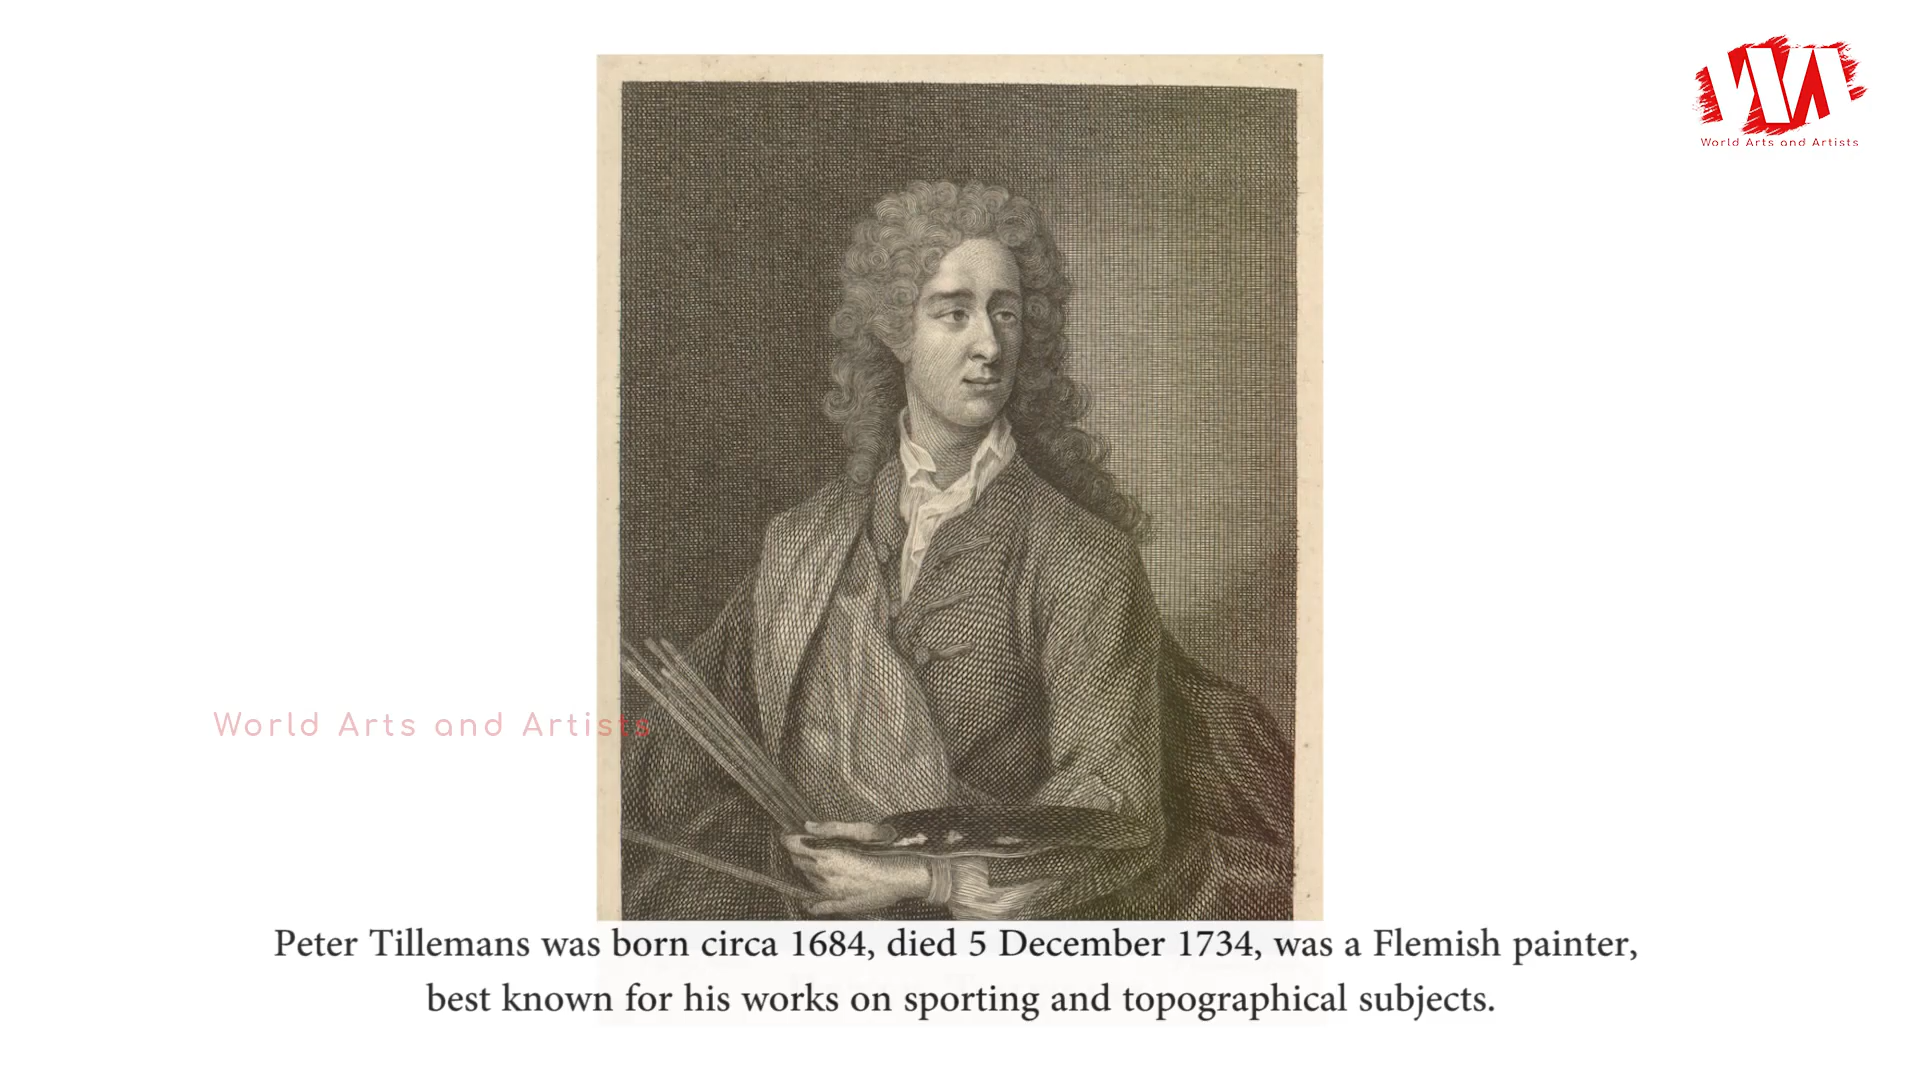 World Arts and Artists
World Arts and Artists
Peter Tillemans was born circa 1684, died 5 December 1734, was a Flemish painter,
best known for his works on sporting and topographical subjects.